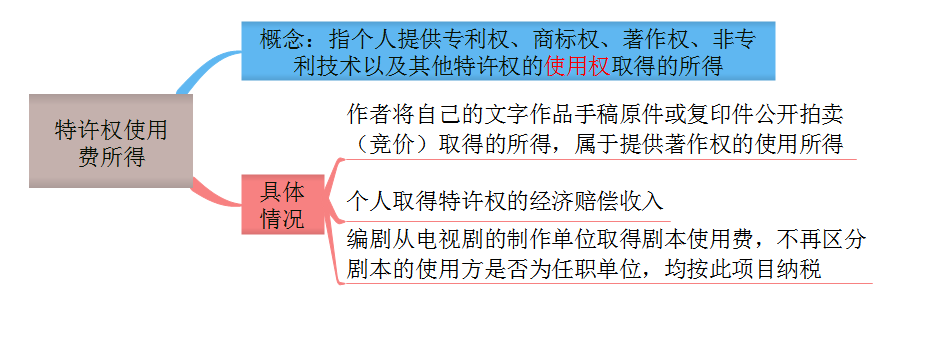 特许权使用
费所得
概念：指个人提供专利权、商标权、著作权、非专
利技术以及其他特许权的使用权取得的所得
具体
情况
作者将自己的文字作品手稿原件或复印件公开拍卖
（竞价）取得的所得，属于提供著作权的使用所得
个人取得特许权的经济赔偿收入
编剧从电视剧的制作单位取得剧本使用费，不再区分
剧本的使用方是否为任职单位，均按此项目纳税